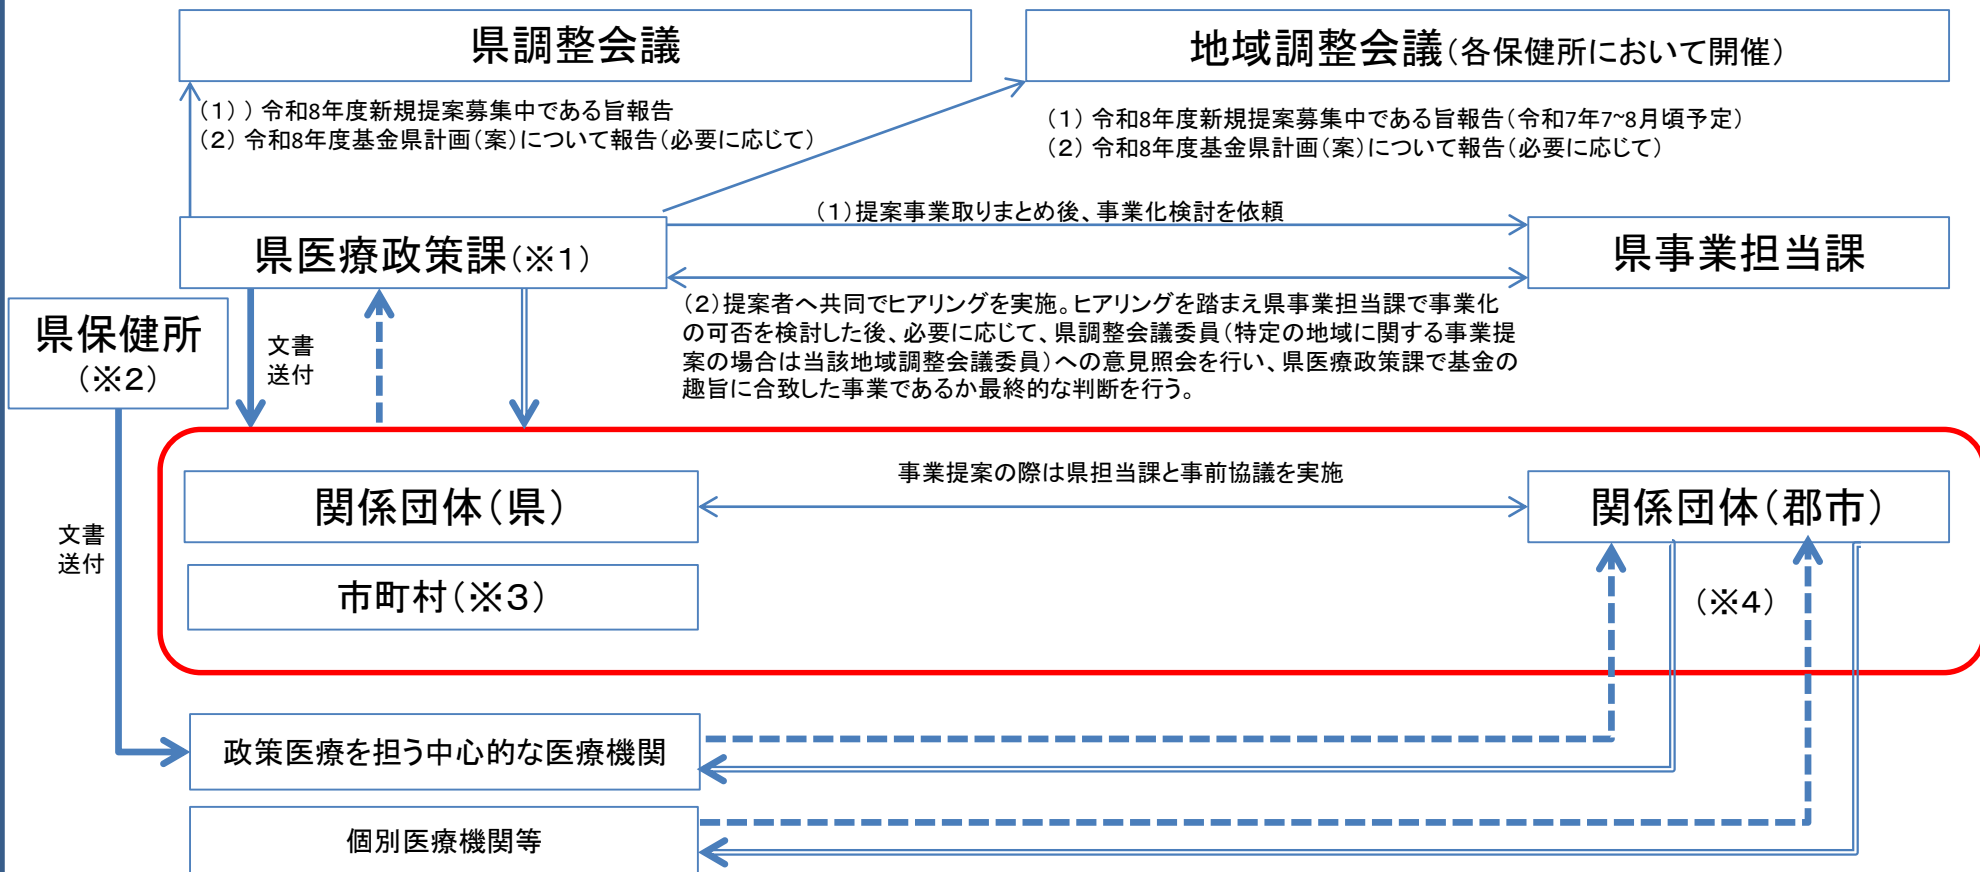 県調整会議
地域調整会議(各保健所において開催)
(1) ) 令和8年度新規提案募集中である旨報告
(2) 令和8年度基金県計画(案)について報告(必要に応じて)
(1) 令和8年度新規提案募集中である旨報告(令和7年7~8月頃予定)
(2) 令和8年度基金県計画(案)について報告(必要に応じて)
(1)提案事業取りまとめ後、事業化検討を依頼
県医療政策課(※1)
県事業担当課
(2)提案者へ共同でヒアリングを実施。ヒアリングを踏まえ県事業担当課で事業化
の可否を検討した後、必要に応じて、県調整会議委員(特定の地域に関する事業提
案の場合は当該地域調整会議委員)への意見照会を行い、県医療政策課で基金の
趣旨に合致した事業であるか最終的な判断を行う。
県保健所
(※2)
文書
送付
事業提案の際は県担当課と事前協議を実施
関係団体(県)
関係団体(郡市)
文書
送付
市町村(※3)
(※4)
政策医療を担う中心的な医療機関
個別医療機関等